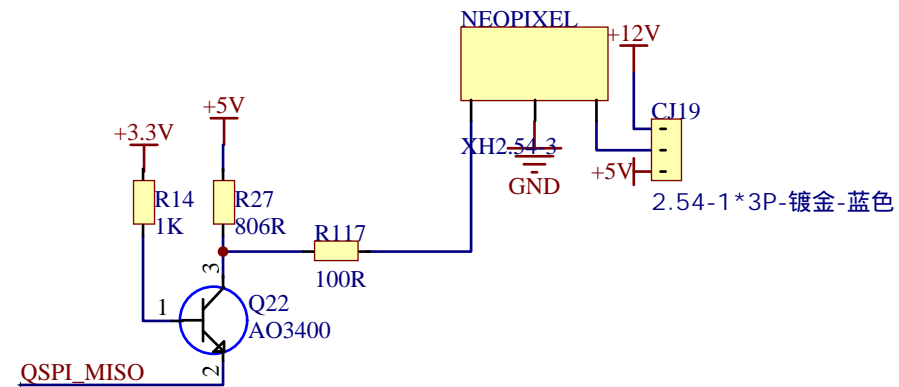 NEOPIXEL
+12V
+5V
CJ19
+3.3V
XH2.54-3
+5V
GND
R14
1K
R27
806R
2.54-1*3P-镀金-蓝色
R117
100R
3
1
Q22
AO3400
2
QSPI_MISO